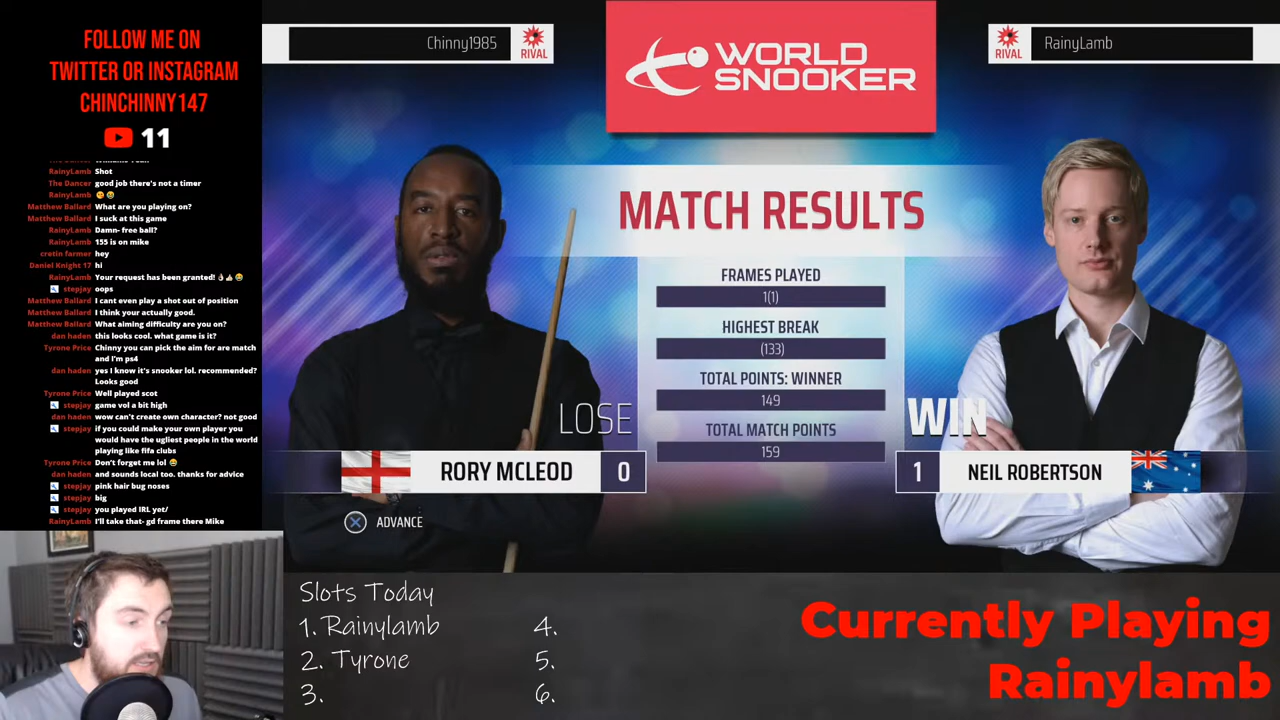 FOLLOW ME ON
TWITTER OR INSTAGRAM
CHINCHINNY147
11
RainyLamb Shot
The Dancer good job there's not a timer
RainyLamb
Matthew Ballard What are you playing on?
Matthew Ballard I suck at this game
RainyLamb Damn- free ball?
RainyLamb 155 is on mike
cretin farmer hey
Daniel Knight 17 hi
RainyLamb Your request has been granted!👌🏻👍🏻😂
stepjay oops
Matthew Ballard I cant even play a shot out of position
Matthew Ballard I think your actually good.
Matthew Ballard What aiming difficulty are you on?
dan haden this looks cool. what game is it?
Tyrone Price Chinny you can pick the aim for are match
and I'm ps4
dan haden yes I know it's snooker lol. recommended?
Looks good
Tyrone Price Well played scot
stepjay game vol a bit high
dan haden wow can't create own character? not good
stepjay if you could make your own player you
would have the ugliest people in the world
playing like fifa clubs
Tyrone Price Don't forget me lol 😂
dan haden and sounds local too. thanks for advice
stepjay pink hair bug noses
stepjay big
stepjay you played IRL yet/
RainyLamb I'll take that- gd frame there Mike
Chinny1985
RIVAL
WORLD
SNOOKER
RIVAL
RainyLamb
MATCH RESULTS
FRAMES PLAYED
1(1)
HIGHEST BREAK
(133)
TOTAL POINTS: WINNER
149
TOTAL MATCH POINTS
159
LOSE
WIN
RORY MCLEOD 0
1 NEIL ROBERTSON
ADVANCE
Slots Today
1. Rainylamb
2. Tyrone
3.
4.
5.
6.
Currently Playing
Rainylamb